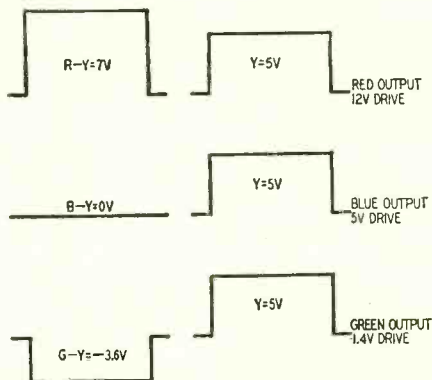 R-Y=7V
Y=5V
RED OUTPUT
12V DRIVE
B-Y=0V
Y=5V
BLUE OUTPUT
5V DRIVE
G-Y=-3.6V
Y=5V
GREEN OUTPUT
1.4V DRIVE